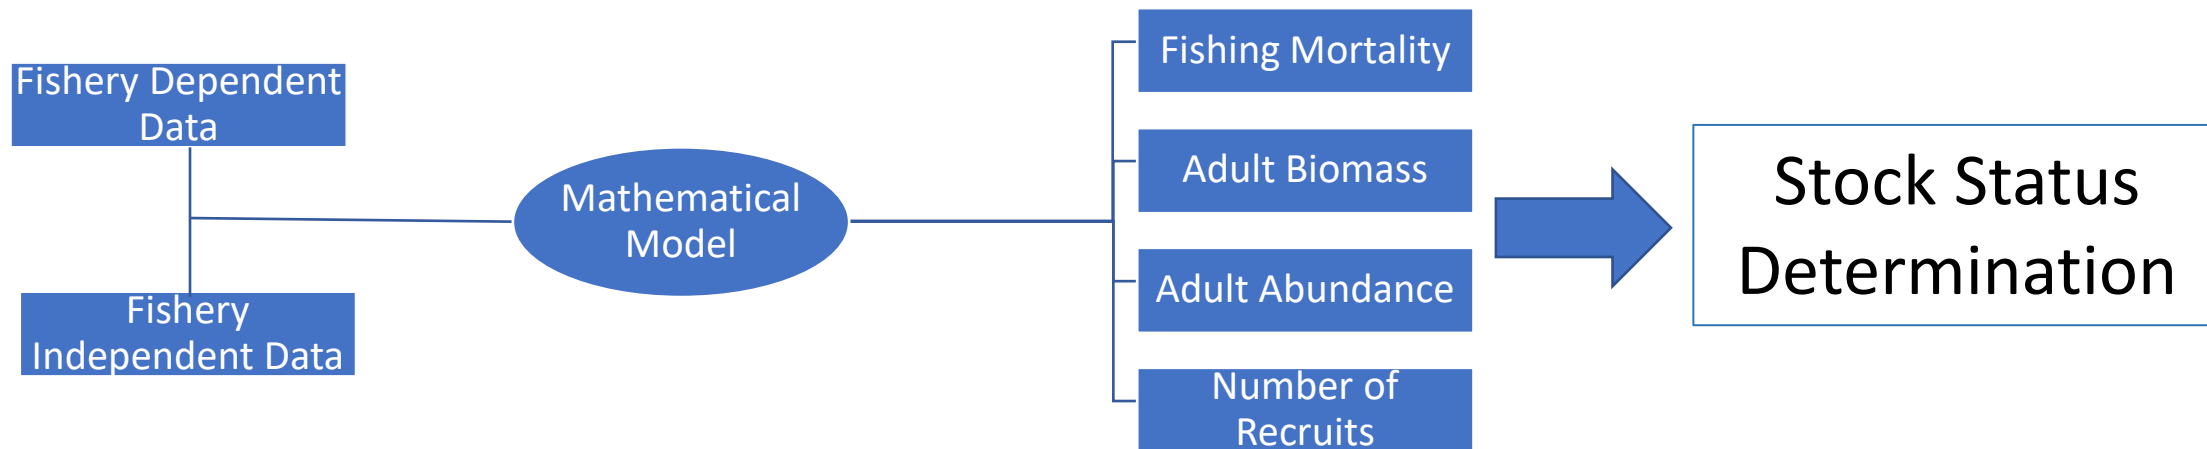 Fishery Dependent
Data
Fishery
Independent Data
Mathematical
Model
Fishing Mortality
Adult Biomass
Adult Abundance
Number of
Recruits
Stock Status
Determination